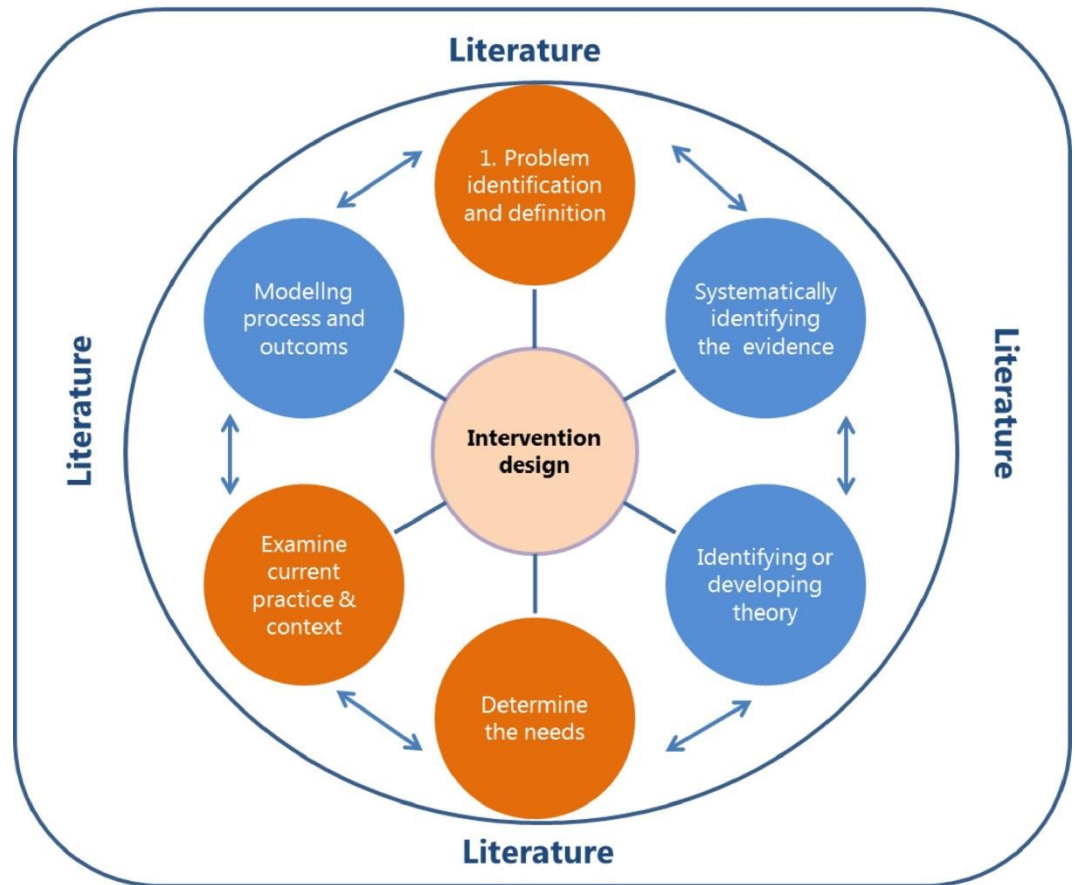 Literature
1. Problem
identification
and definition
Modellng
process and
outcoms
Systematically
identifying
the evidence
Literature
Literature
Intervention
design
Examine
current
practice &
context
Identifying or
developing
theory
Determine
the needs
Literature